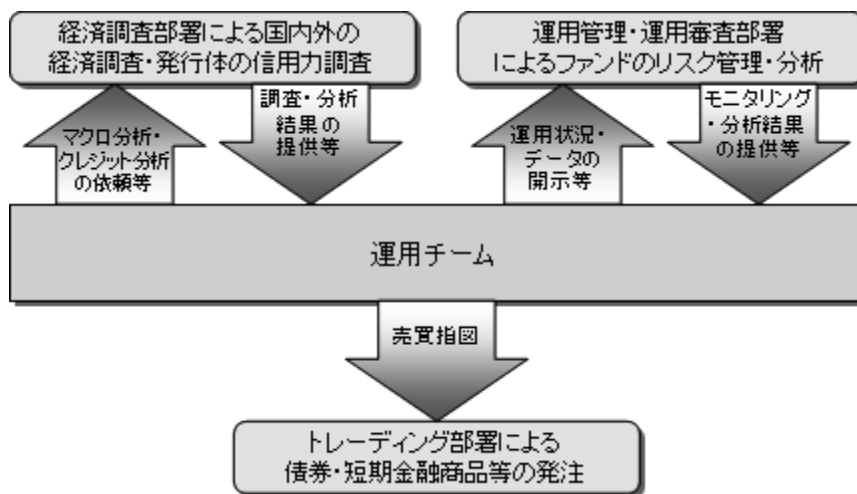 経済調査部署による国内外の
経済調査・発行体の信用力調査
運用管理・運用審査部署
によるファンドのリスク管理・分析
マクロ分析・
クレジット分析
の依頼等
調査・分析
結果の
提供等
運用状況・
データの
開示等
モニタリング
・分析結果
の提供等
運用チーム
売買指図
トレーディング部署による
債券・短期金融商品等の発注